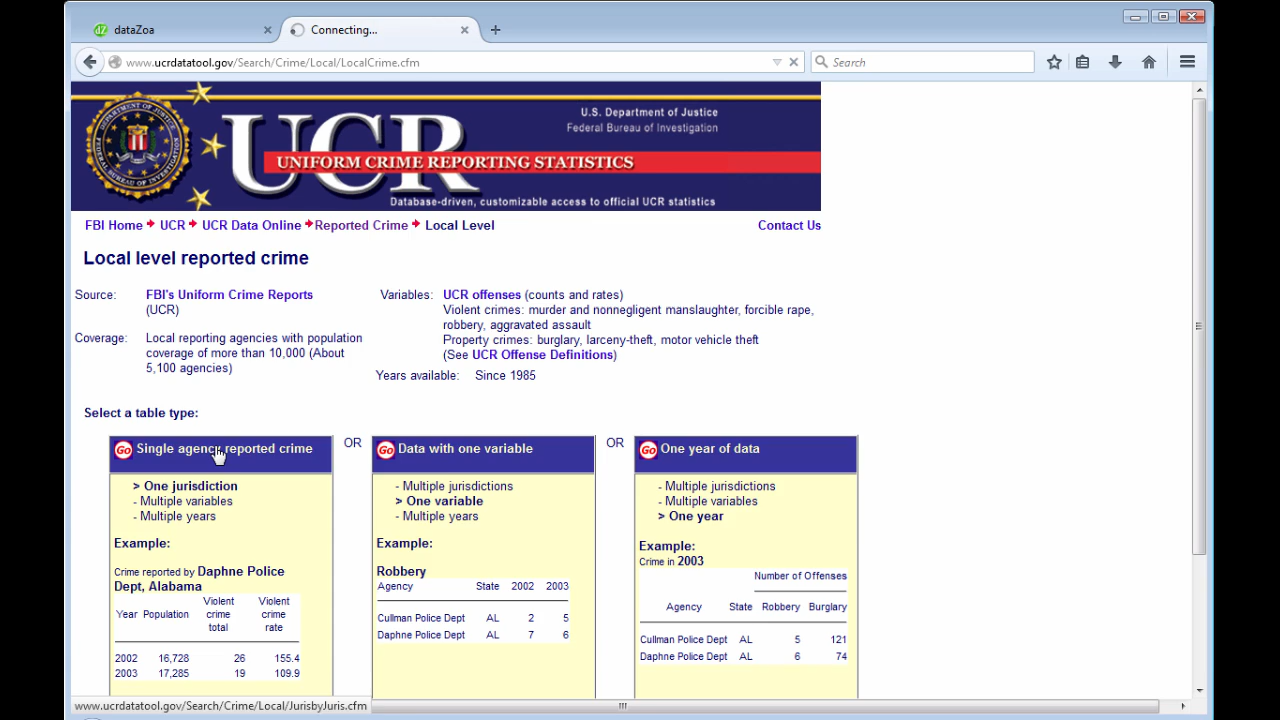 dataZoa
Connecting...
www.ucrdatatool.gov/Search/Crime/Local/LocalCrime.cfm
Search
U.S. Department of Justice
Federal Bureau of Investigation
UCR
UNIFORM CRIME REPORTING STATISTICS
Database-driven, customizable access to official UCR statistics
FBI Home UCR UCR Data Online Reported Crime Local Level Contact Us
Local level reported crime
Source: FBI's Uniform Crime Reports
(UCR)
Coverage: Local reporting agencies with population
coverage of more than 10,000 (About
5,100 agencies)
Variables: UCR offenses (counts and rates)
Violent crimes: murder and nonnegligent manslaughter, forcible rape,
robbery, aggravated assault
Property crimes: burglary, larceny-theft, motor vehicle theft
(See UCR Offense Definitions)
Years available: Since 1985
Select a table type:
Go Single agency reported crime
> One jurisdiction
- Multiple variables
- Multiple years
Example:
Crime reported by Daphne Police
Dept, Alabama
Year Population Violent crime total Violent crime rate
2002 16,728 26 155.4
2003 17,285 19 109.9
OR
Go Data with one variable
- Multiple jurisdictions
> One variable
- Multiple years
Example:
Robbery
Agency State 2002 2003
Cullman Police Dept AL 2 5
Daphne Police Dept AL 7 6
OR
Go One year of data
- Multiple jurisdictions
- Multiple variables
> One year
Example:
Crime in 2003
Number of Offenses
Agency State Robbery Burglary
Cullman Police Dept AL 5 121
Daphne Police Dept AL 6 74
www.ucrdatatool.gov/Search/Crime/Local/JurisbyJuris.cfm